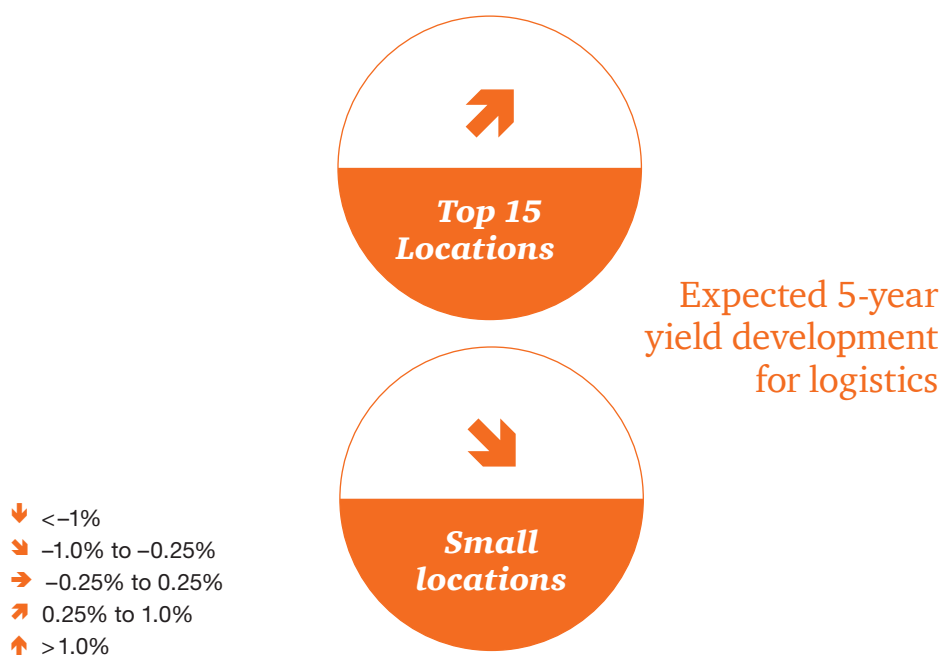 Top 15
Locations
Expected 5-year
yield development
for logistics
Small
locations
<–1%
–1.0% to –0.25%
–0.25% to 0.25%
0.25% to 1.0%
>1.0%